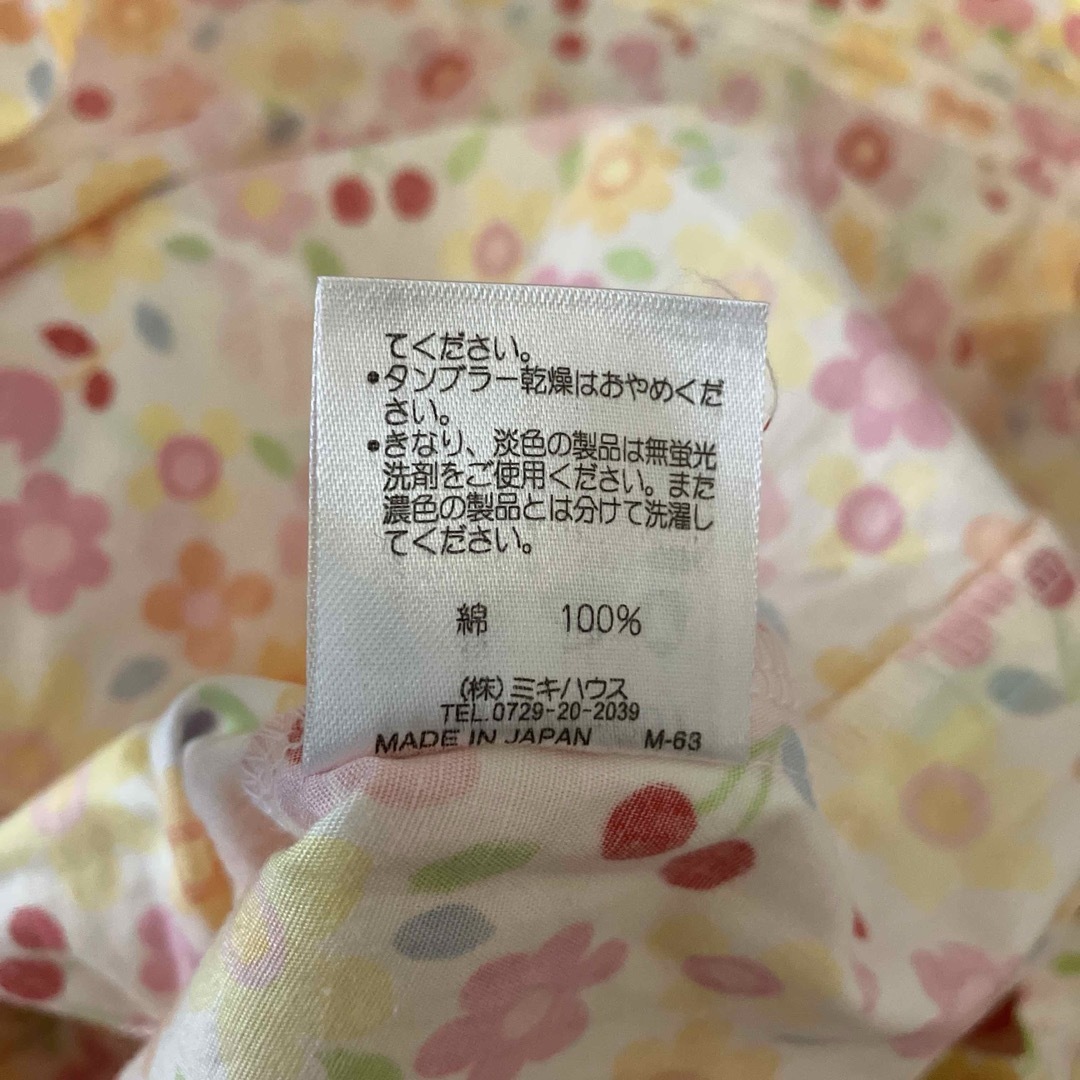 てください。
•タンブラー乾燥はおやめくだ
さい。
•きなり、淡色の製品は無蛍光
洗剤をご使用ください。また
濃色の製品とは分けて洗濯し
てください。
綿 100%
(株)ミキハウス
TEL.0729-20-2039
MADE IN JAPAN M-63